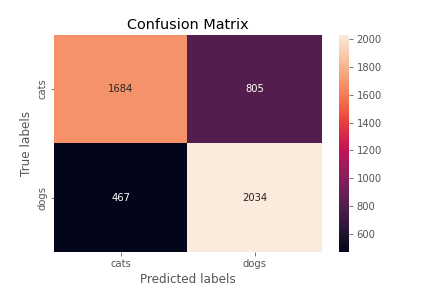 Confusion Matrix
True labels
cats
dogs
1684
805
467
2034
cats
dogs
Predicted labels
2000
1800
1600
1400
1200
1000
800
600